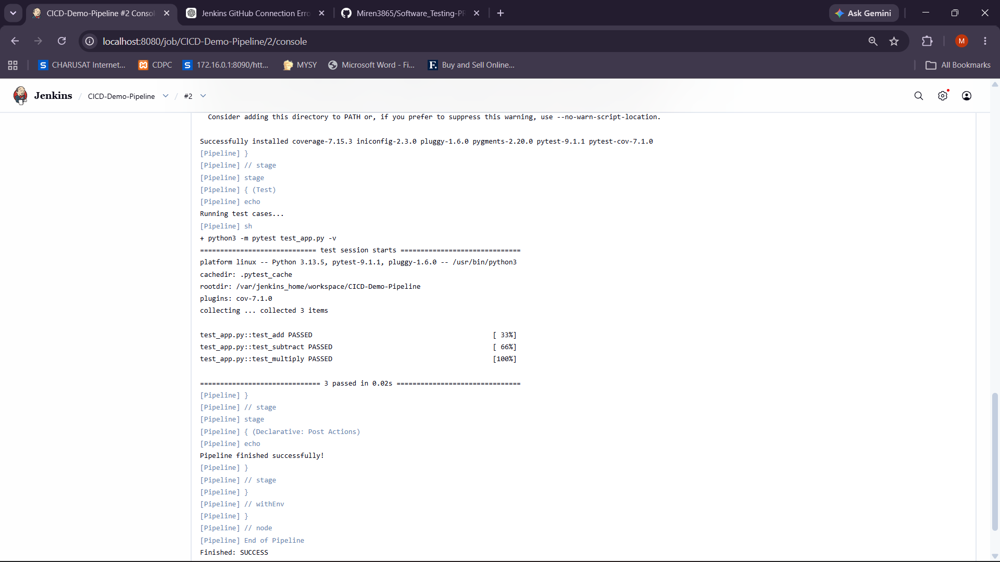 CICD-Demo-Pipeline #2 Consol
Jenkins GitHub Connection Erro
Miren3865/Software_Testing-PR
Ask Gemini
localhost:8080/job/CICD-Demo-Pipeline/2/console
M
CHARUSAT Internet...
CDPC
172.16.0.1:8090/htt...
MYSY
Microsoft Word - Fi...
F. Buy and Sell Online...
All Bookmarks
Jenkins / CICD-Demo-Pipeline / #2
Consider adding this directory to PATH or, if you prefer to suppress this warning, use --no-warn-script-location.
Successfully installed coverage-7.15.3 iniconfig-2.3.0 pluggy-1.6.0 pygments-2.20.0 pytest-9.1.1 pytest-cov-7.1.0
[Pipeline] }
[Pipeline] // stage
[Pipeline] stage
[Pipeline] { (Test)
[Pipeline] echo
Running test cases...
[Pipeline] sh
+ python3 -m pytest test_app.py -v
============================= test session starts ==============================
platform linux -- Python 3.13.5, pytest-9.1.1, pluggy-1.6.0 -- /usr/bin/python3
cachedir: .pytest_cache
rootdir: /var/jenkins_home/workspace/CICD-Demo-Pipeline
plugins: cov-7.1.0
collecting ... collected 3 items
test_app.py::test_add PASSED [ 33%]
test_app.py::test_subtract PASSED [ 66%]
test_app.py::test_multiply PASSED [100%]
============================== 3 passed in 0.02s ===============================
[Pipeline] }
[Pipeline] // stage
[Pipeline] stage
[Pipeline] { (Declarative: Post Actions)
[Pipeline] echo
Pipeline finished successfully!
[Pipeline] }
[Pipeline] // stage
[Pipeline] }
[Pipeline] // withEnv
[Pipeline] }
[Pipeline] // node
[Pipeline] End of Pipeline
Finished: SUCCESS